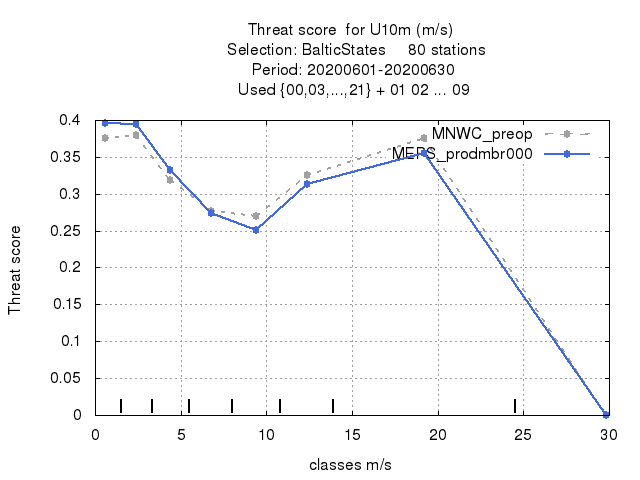 Threat score for U10m (m/s)
Selection: BalticStates 80 stations
Period: 20200601-20200630
Used {00,03,...,21} + 01 02 ... 09
MNWC_preop
MEPS_prodmbr000
Threat score
0.4
0.35
0.3
0.25
0.2
0.15
0.1
0.05
0
0 5 10 15 20 25 30
classes m/s